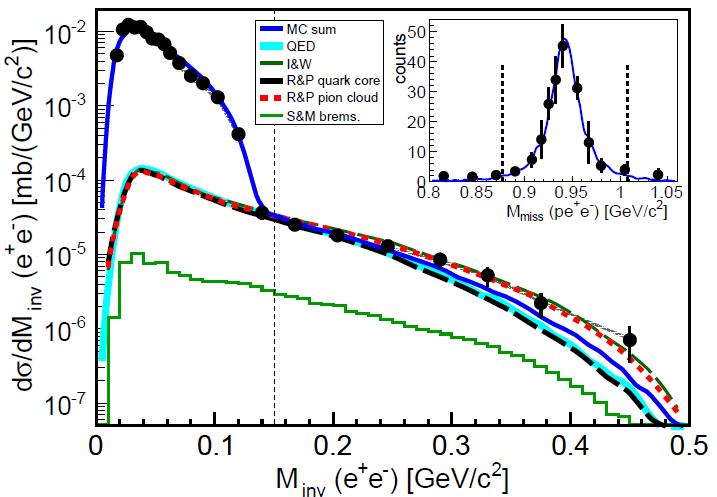 10⁻²
10⁻³
10⁻⁴
10⁻⁵
10⁻⁶
10⁻⁷
dσ/dM_inv (e⁺e⁻) [mb/(GeV/c²)]
MC sum
QED
I&W
R&P quark core
R&P pion cloud
S&M brems.
counts
50
40
30
20
10
0
0.8 0.85 0.9 0.95 1 1.05
M_miss (pe⁺e⁻) [GeV/c²]
0 0.1 0.2 0.3 0.4 0.5
M_inv (e⁺e⁻) [GeV/c²]